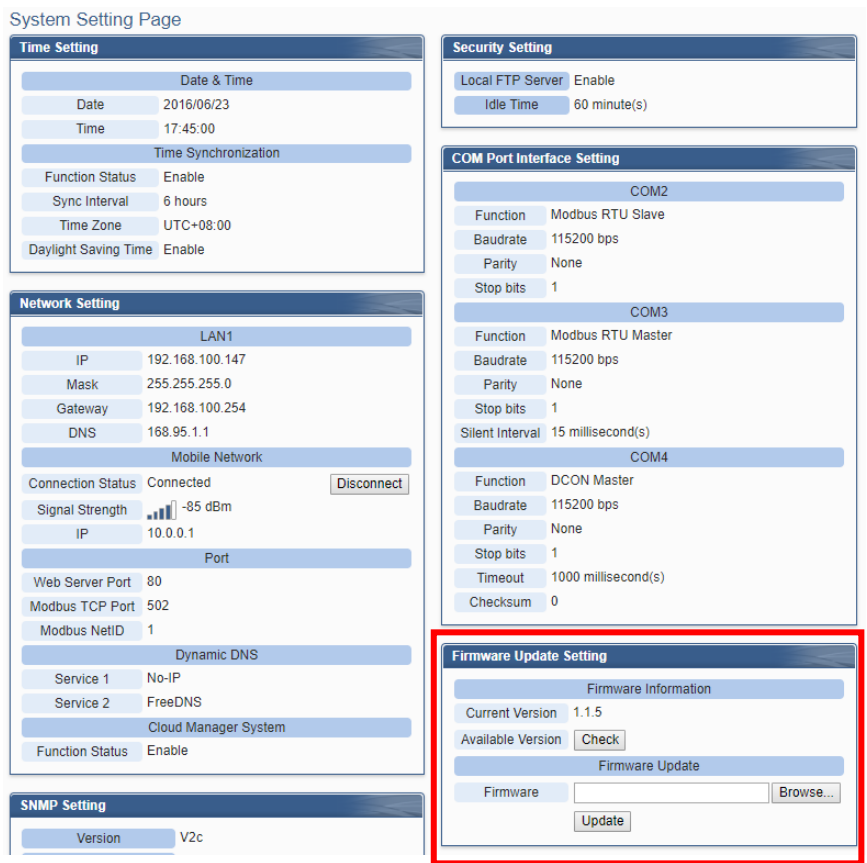 System Setting Page
Time Setting
Date & Time
Date 2016/06/23
Time 17:45:00
Time Synchronization
Function Status Enable
Sync Interval 6 hours
Time Zone UTC+08:00
Daylight Saving Time Enable
Network Setting
LAN1
IP 192.168.100.147
Mask 255.255.255.0
Gateway 192.168.100.254
DNS 168.95.1.1
Mobile Network
Connection Status Connected Disconnect
Signal Strength -85 dBm
IP 10.0.0.1
Port
Web Server Port 80
Modbus TCP Port 502
Modbus NetID 1
Dynamic DNS
Service 1 No-IP
Service 2 FreeDNS
Cloud Manager System
Function Status Enable
SNMP Setting
Version V2c
Security Setting
Local FTP Server Enable
Idle Time 60 minute(s)
COM Port Interface Setting
COM2
Function Modbus RTU Slave
Baudrate 115200 bps
Parity None
Stop bits 1
COM3
Function Modbus RTU Master
Baudrate 115200 bps
Parity None
Stop bits 1
Silent Interval 15 millisecond(s)
COM4
Function DCON Master
Baudrate 115200 bps
Parity None
Stop bits 1
Timeout 1000 millisecond(s)
Checksum 0
Firmware Update Setting
Firmware Information
Current Version 1.1.5
Available Version Check
Firmware Update
Firmware Browse...
Update